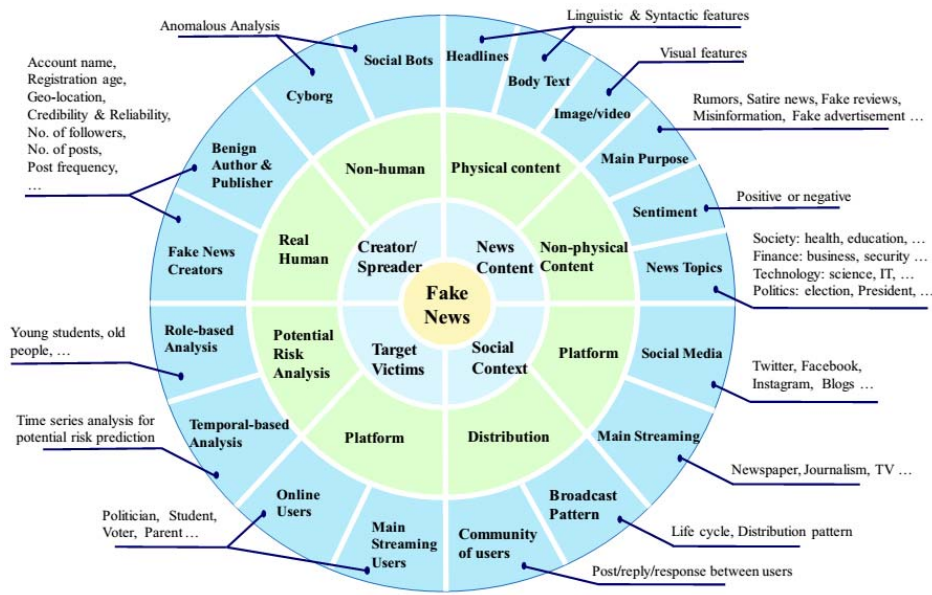 Anomalous Analysis
Linguistic & Syntactic features
Visual features
Account name,
Registration age,
Geo-location,
Credibility & Reliability,
No. of followers,
No. of posts,
Post frequency,
…
Rumors, Satire news, Fake reviews,
Misinformation, Fake advertisement …
Positive or negative
Society: health, education, …
Finance: business, security …
Technology: science, IT, …
Politics: election, President, …
Young students, old
people, …
Twitter, Facebook,
Instagram, Blogs …
Time series analysis for
potential risk prediction
Newspaper, Journalism, TV …
Politician, Student,
Voter, Parent …
Life cycle, Distribution pattern
Post/reply/response between users
Social Bots
Headlines
Body Text
Image/video
Main Purpose
Sentiment
News Topics
Social Media
Main Streaming
Broadcast
Pattern
Community
of users
Main
Streaming
Users
Online
Users
Temporal-based
Analysis
Role-based
Analysis
Fake News
Creators
Benign
Author &
Publisher
Cyborg
Non-human
Physical content
Non-physical
Content
Platform
Distribution
Platform
Potential
Risk
Analysis
Real
Human
Creator/
Spreader
News
Content
Social
Context
Target
Victims
Fake
News